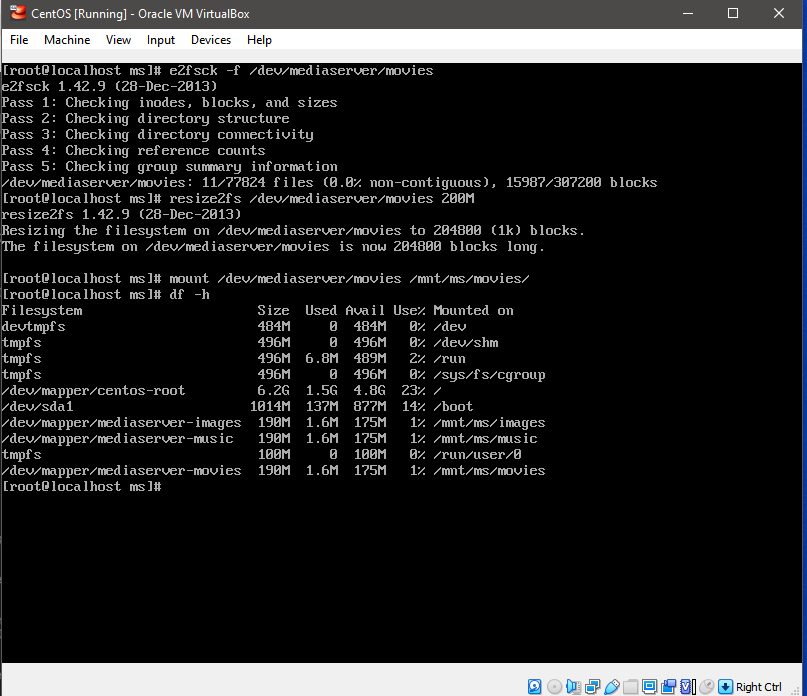 CentOS [Running] - Oracle VM VirtualBox
File Machine View Input Devices Help
[root@localhost ms]# e2fsck -f /dev/mediaserver/movies
e2fsck 1.42.9 (28-Dec-2013)
Pass 1: Checking inodes, blocks, and sizes
Pass 2: Checking directory structure
Pass 3: Checking directory connectivity
Pass 4: Checking reference counts
Pass 5: Checking group summary information
/dev/mediaserver/movies: 11/77824 files (0.0% non-contiguous), 15987/307200 blocks
[root@localhost ms]# resize2fs /dev/mediaserver/movies 200M
resize2fs 1.42.9 (28-Dec-2013)
Resizing the filesystem on /dev/mediaserver/movies to 204800 (1k) blocks.
The filesystem on /dev/mediaserver/movies is now 204800 blocks long.
[root@localhost ms]# mount /dev/mediaserver/movies /mnt/ms/movies/
[root@localhost ms]# df -h
Filesystem Size Used Avail Use% Mounted on
devtmpfs 484M 0 484M 0% /dev
tmpfs 496M 0 496M 0% /dev/shm
tmpfs 496M 6.8M 489M 2% /run
tmpfs 496M 0 496M 0% /sys/fs/cgroup
/dev/mapper/centos-root 6.2G 1.5G 4.8G 23% /
/dev/sda1 1014M 137M 877M 14% /boot
/dev/mapper/mediaserver-images 190M 1.6M 175M 1% /mnt/ms/images
/dev/mapper/mediaserver-music 190M 1.6M 175M 1% /mnt/ms/music
tmpfs 100M 0 100M 0% /run/user/0
/dev/mapper/mediaserver-movies 190M 1.6M 175M 1% /mnt/ms/movies
[root@localhost ms]#
Right Ctrl